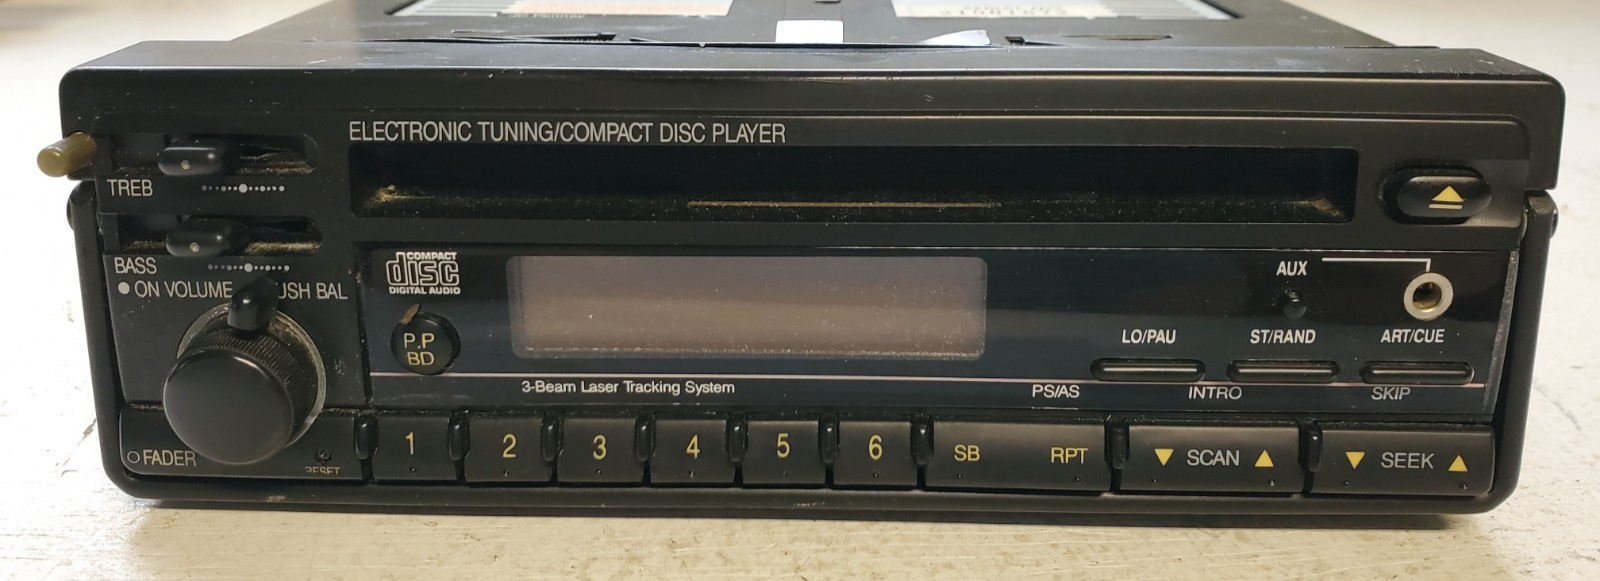 ELECTRONIC TUNING/COMPACT DISC PLAYER
TREB
BASS
ON VOLUME USH BAL
COMPACT
disc
DIGITAL AUDIO
P.P
BD
AUX
LO/PAU ST/RAND ART/CUE
3-Beam Laser Tracking System
PS/AS INTRO SKIP
FADER
RESET
1 2 3 4 5 6 SB RPT ▼ SCAN ▲ ▼ SEEK ▲